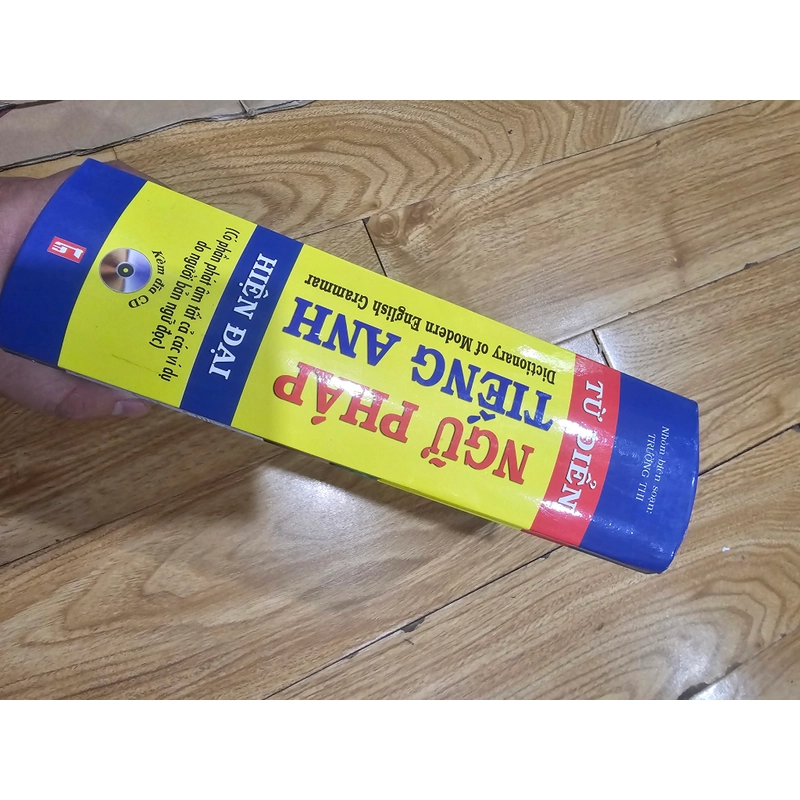 Nhóm biên soạn:
TRƯƠNG THI
TỪ ĐIỂN
NGỮ PHÁP
TIẾNG ANH
Dictionary of Modern English Grammar
HIỆN ĐẠI
(Có phần phát âm tất cả các ví dụ
do người bản ngữ đọc)
Kèm đĩa CD